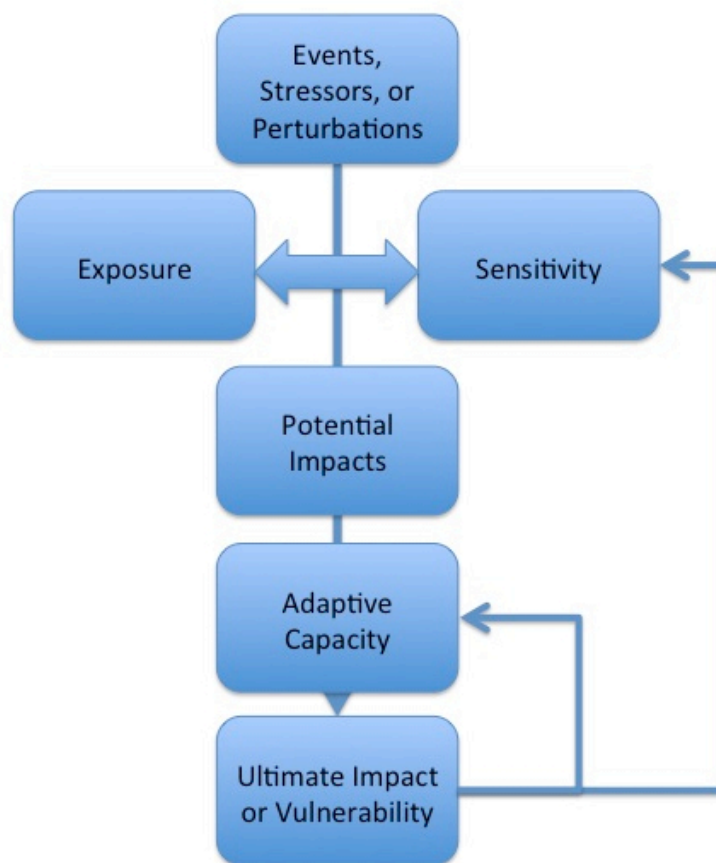 Events,
Stressors, or
Perturbations
Exposure
Sensitivity
Potential
Impacts
Adaptive
Capacity
Ultimate Impact
or Vulnerability